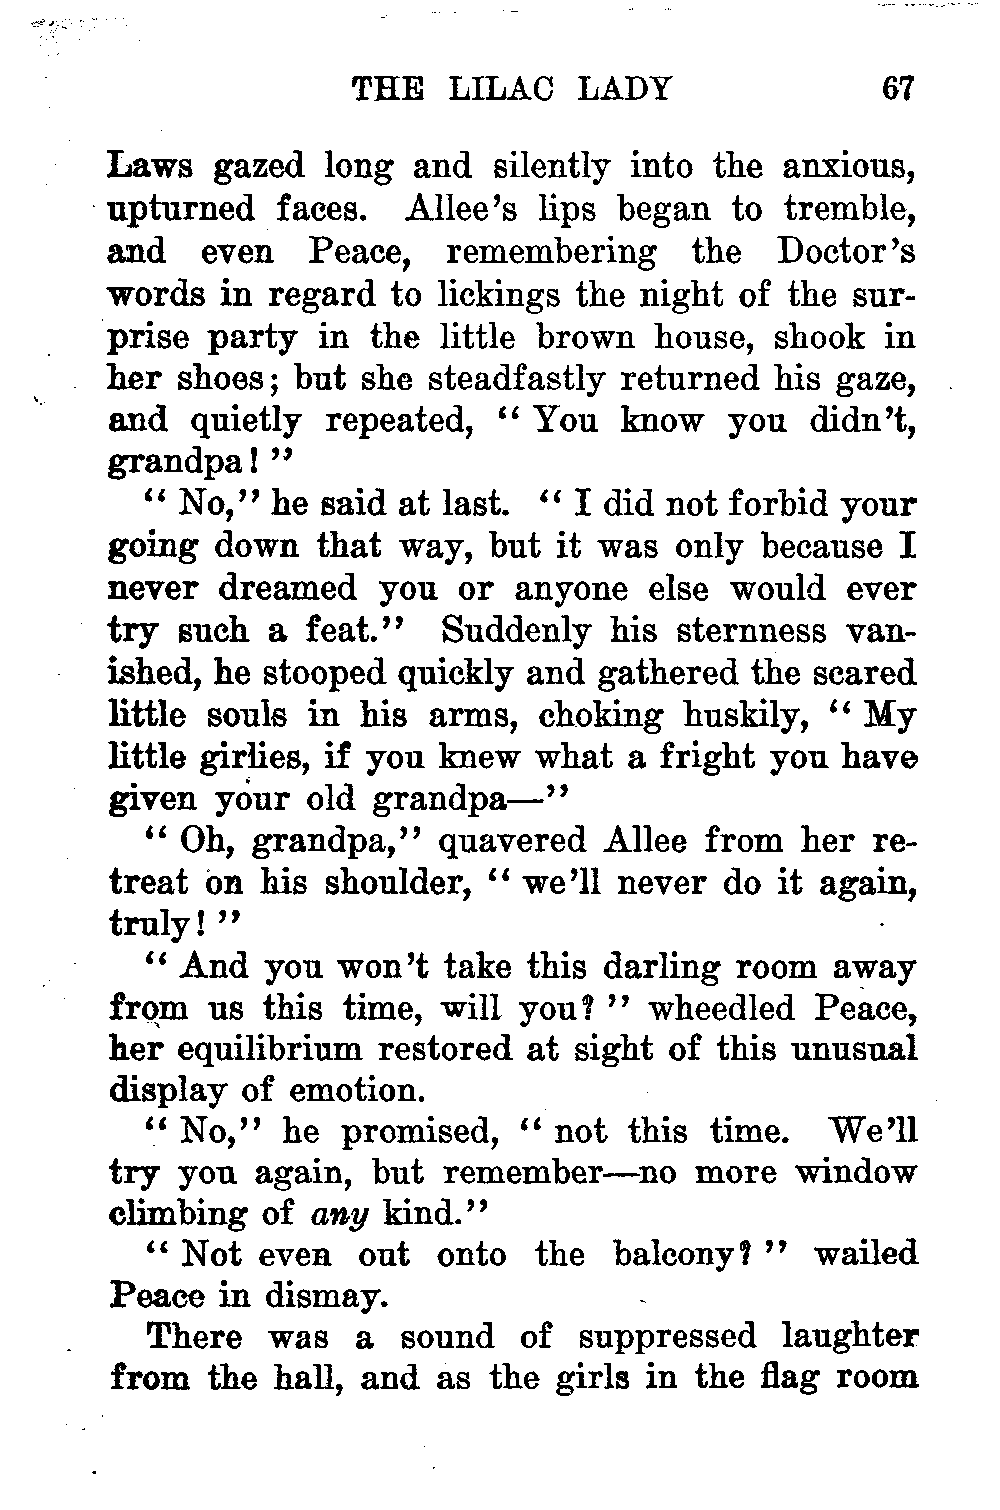 THE LILAC LADY 67
Laws gazed long and silently into the anxious,
upturned faces. Allee's lips began to tremble,
and even Peace, remembering the Doctor's
words in regard to lickings the night of the sur-
prise party in the little brown house, shook in
her shoes; but she steadfastly returned his gaze,
and quietly repeated, " You know you didn't,
grandpa! "
" No," he said at last. " I did not forbid your
going down that way, but it was only because I
never dreamed you or anyone else would ever
try such a feat." Suddenly his sternness van-
ished, he stooped quickly and gathered the scared
little souls in his arms, choking huskily, " My
little girlies, if you knew what a fright you have
given your old grandpa—"
" Oh, grandpa," quavered Allee from her re-
treat on his shoulder, " we'll never do it again,
truly! "
" And you won't take this darling room away
from us this time, will you? " wheedled Peace,
her equilibrium restored at sight of this unusual
display of emotion.
" No," he promised, " not this time. We'll
try you again, but remember—no more window
climbing of any kind."
" Not even out onto the balcony? " wailed
Peace in dismay.
There was a sound of suppressed laughter
from the hall, and as the girls in the flag room